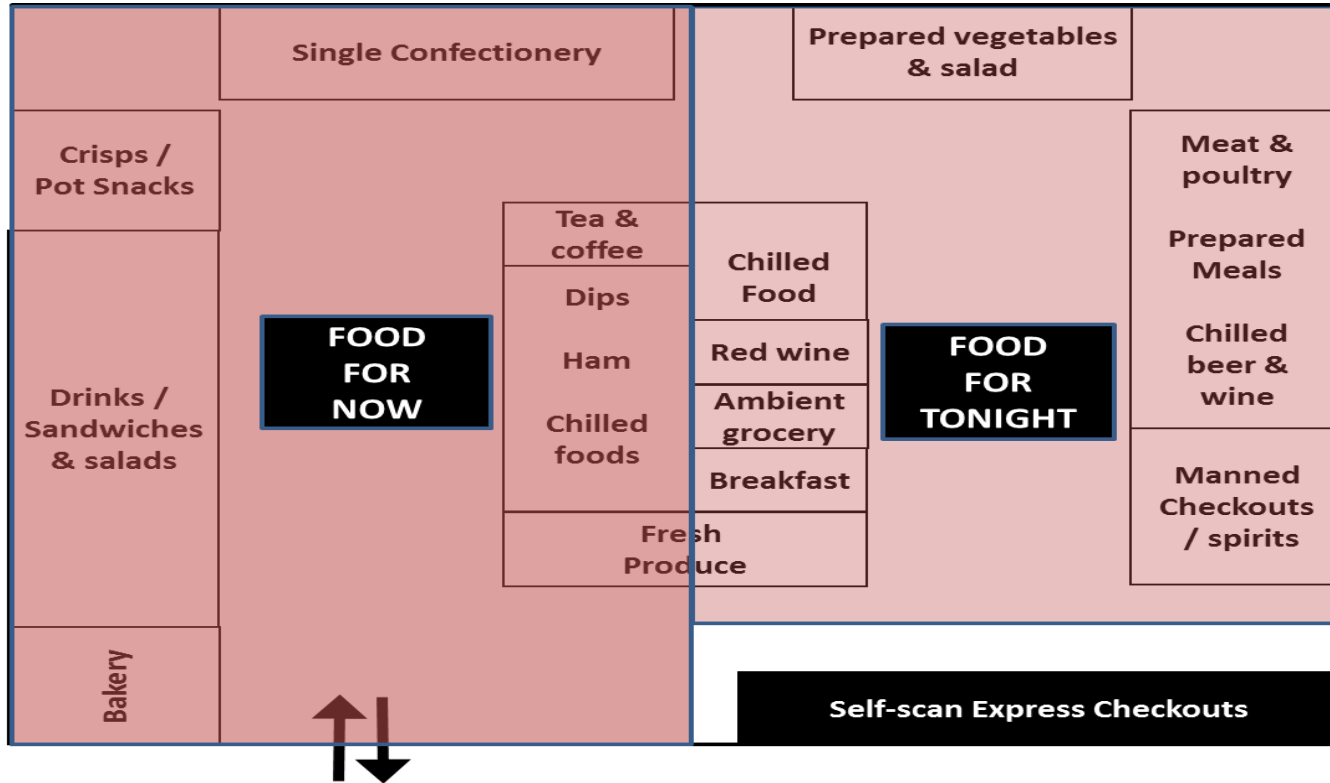 Single Confectionery
Prepared vegetables
& salad
Crisps /
Pot Snacks
Meat &
poultry
Prepared
Meals
Chilled
beer &
wine
Tea &
coffee
Dips
Ham
Chilled
foods
Chilled
Food
Red wine
Ambient
grocery
Breakfast
Fresh
Produce
FOOD
FOR
NOW
FOOD
FOR
TONIGHT
Drinks /
Sandwiches
& salads
Manned
Checkouts
/ spirits
Bakery
Self-scan Express Checkouts